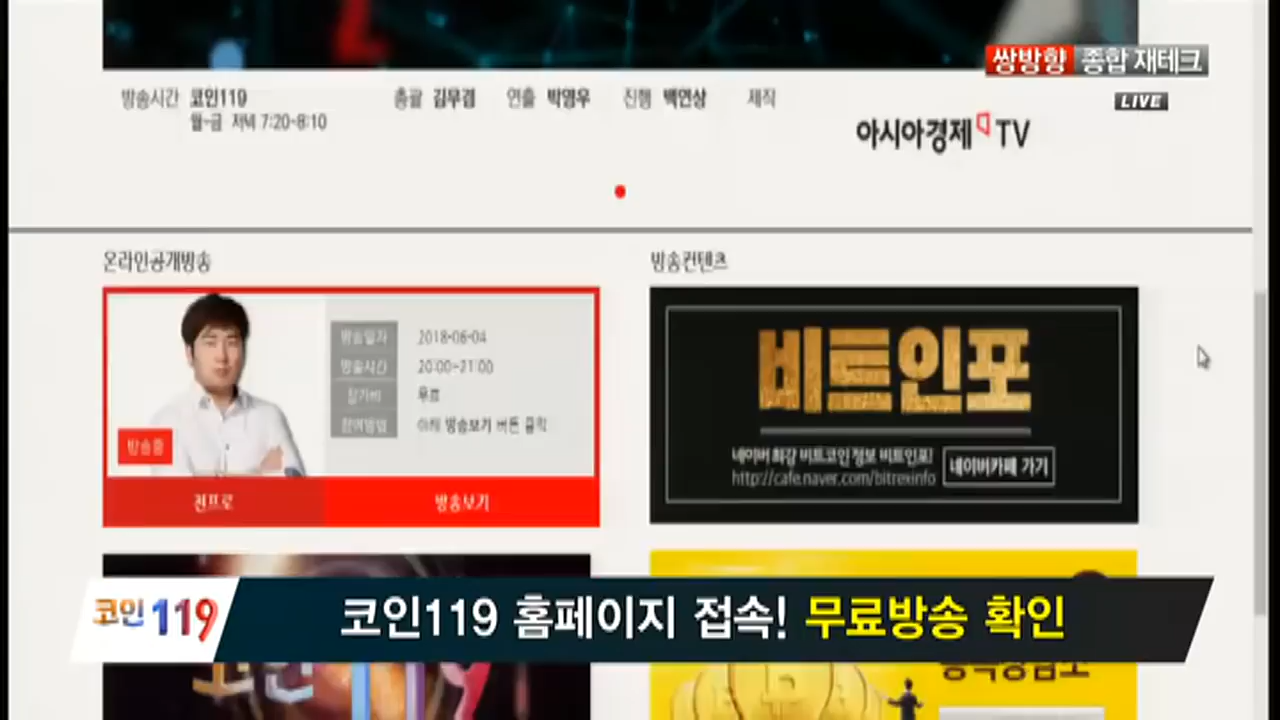 쌍방향 종합 재테크
LIVE
방송시간 코인119 총괄 김무겸 연출 박영우 진행 백연상 제작
월~금 저녁 7:20~8:10
아시아경제TV
온라인공개방송
방송컨텐츠
방송일자 2018-06-04
방송시간 20:00~21:00
참가비 무료
참여방법 아래 방송보기 버튼 클릭
방송중
전프로 방송보기
비트인포
네이버 최강 비트코인 정보 비트인포!
http://cafe.naver.com/bitrexinfo
네이버카페 가기
코인 119
코인119 홈페이지 접속! 무료방송 확인